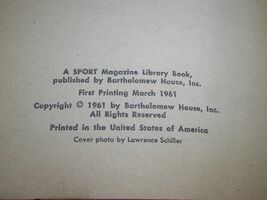 A SPORT Magazine Library Book,
published by Bartholomew House, Inc.
First Printing March 1961
Copyright © 1961 by Bartholomew House, Inc.
All Rights Reserved
Printed in the United States of America
Cover photo by Lawrence Schiller